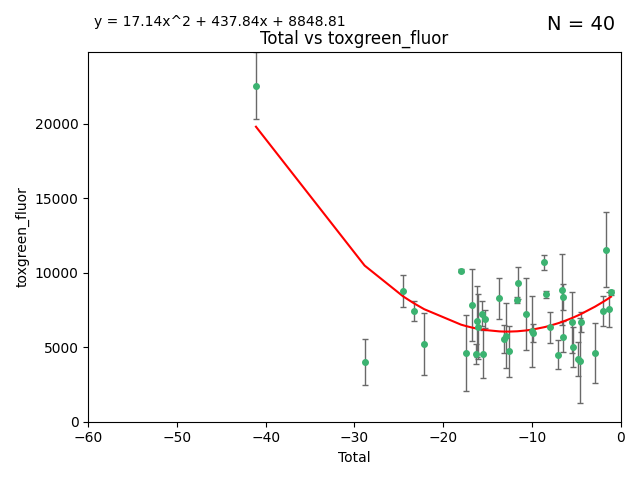 y = 17.14x^2 + 437.84x + 8848.81
N = 40
Total vs toxgreen_fluor
toxgreen_fluor
20000
15000
10000
5000
0
−60
−50
−40
−30
−20
−10
0
Total